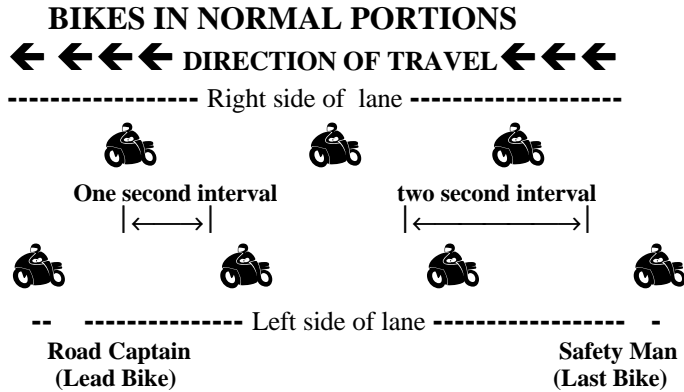 BIKES IN NORMAL PORTIONS
DIRECTION OF TRAVEL
Right side of lane
One second interval two second interval
Left side of lane
Road Captain Safety Man
(Lead Bike) (Last Bike)